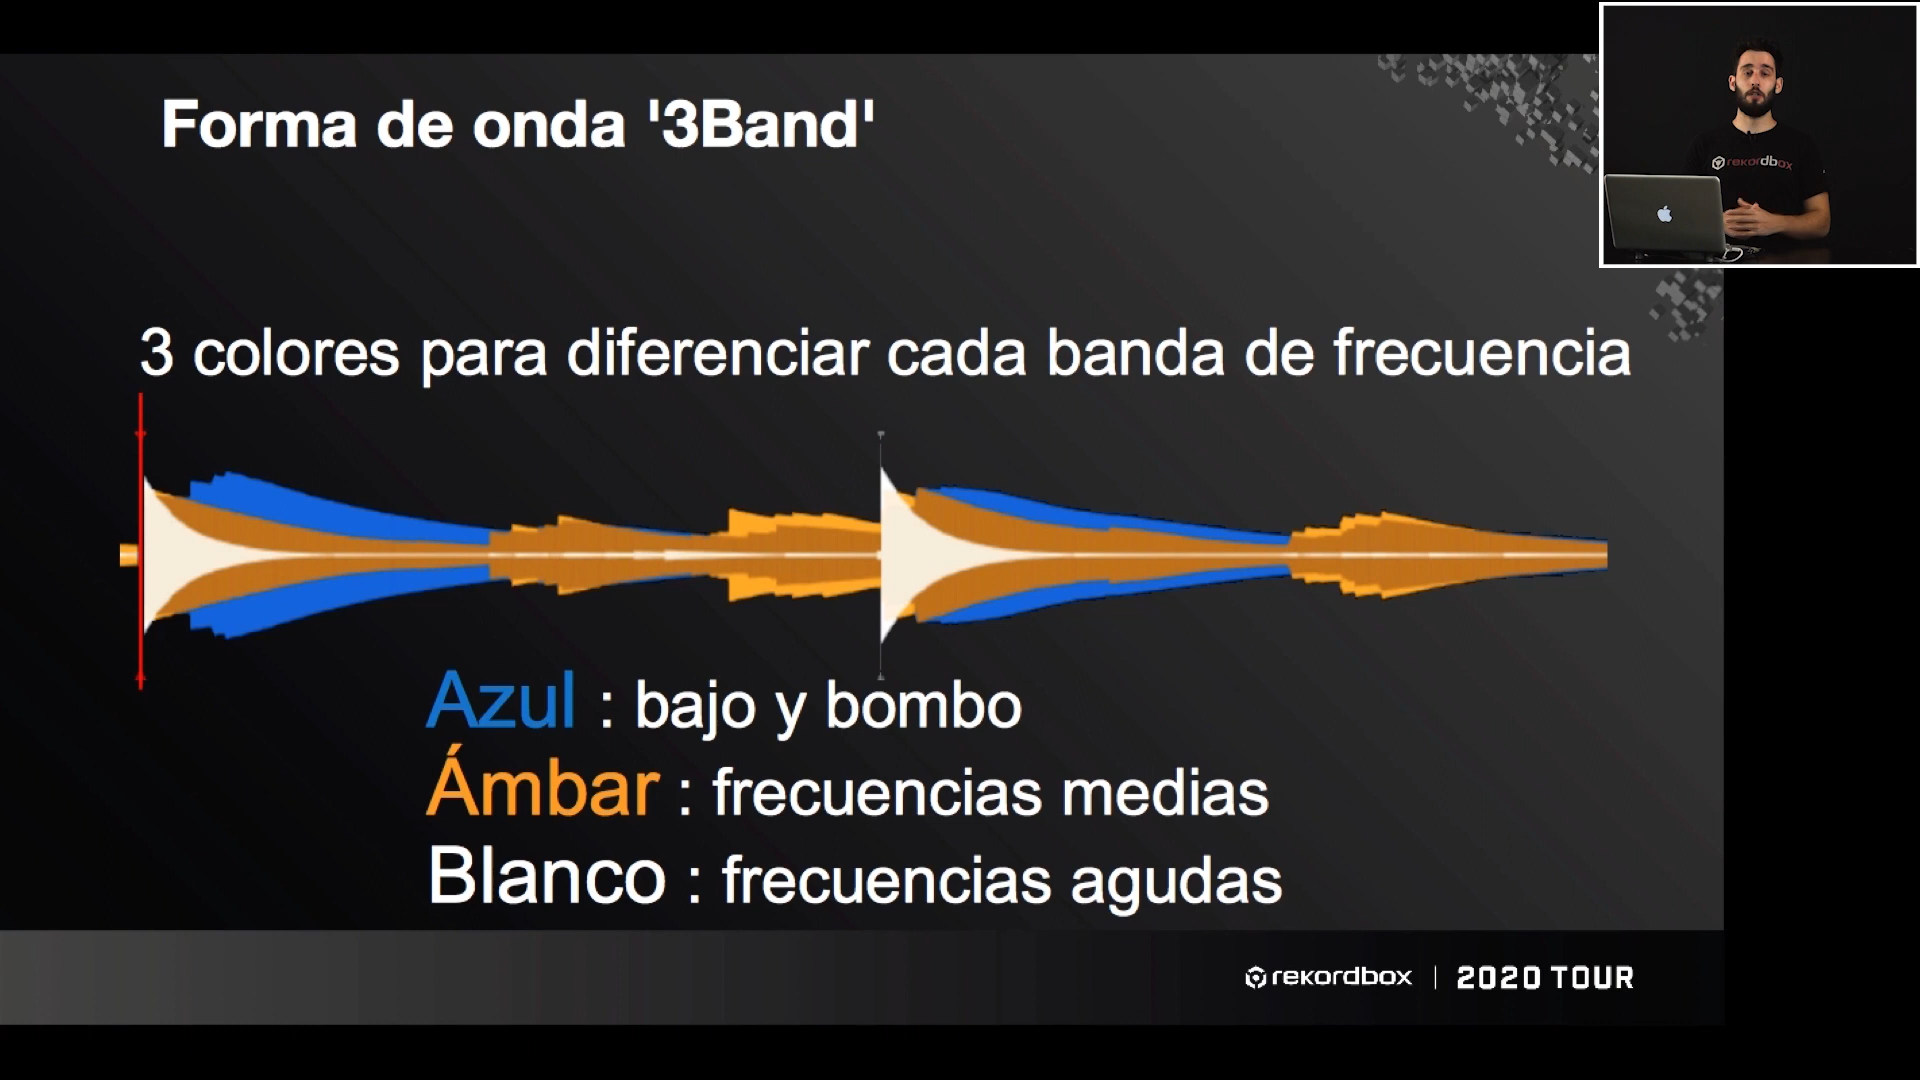 Forma de onda '3Band'
rekordbox
3 colores para diferenciar cada banda de frecuencia
Azul : bajo y bombo
Ámbar : frecuencias medias
Blanco : frecuencias agudas
rekordbox | 2020 TOUR